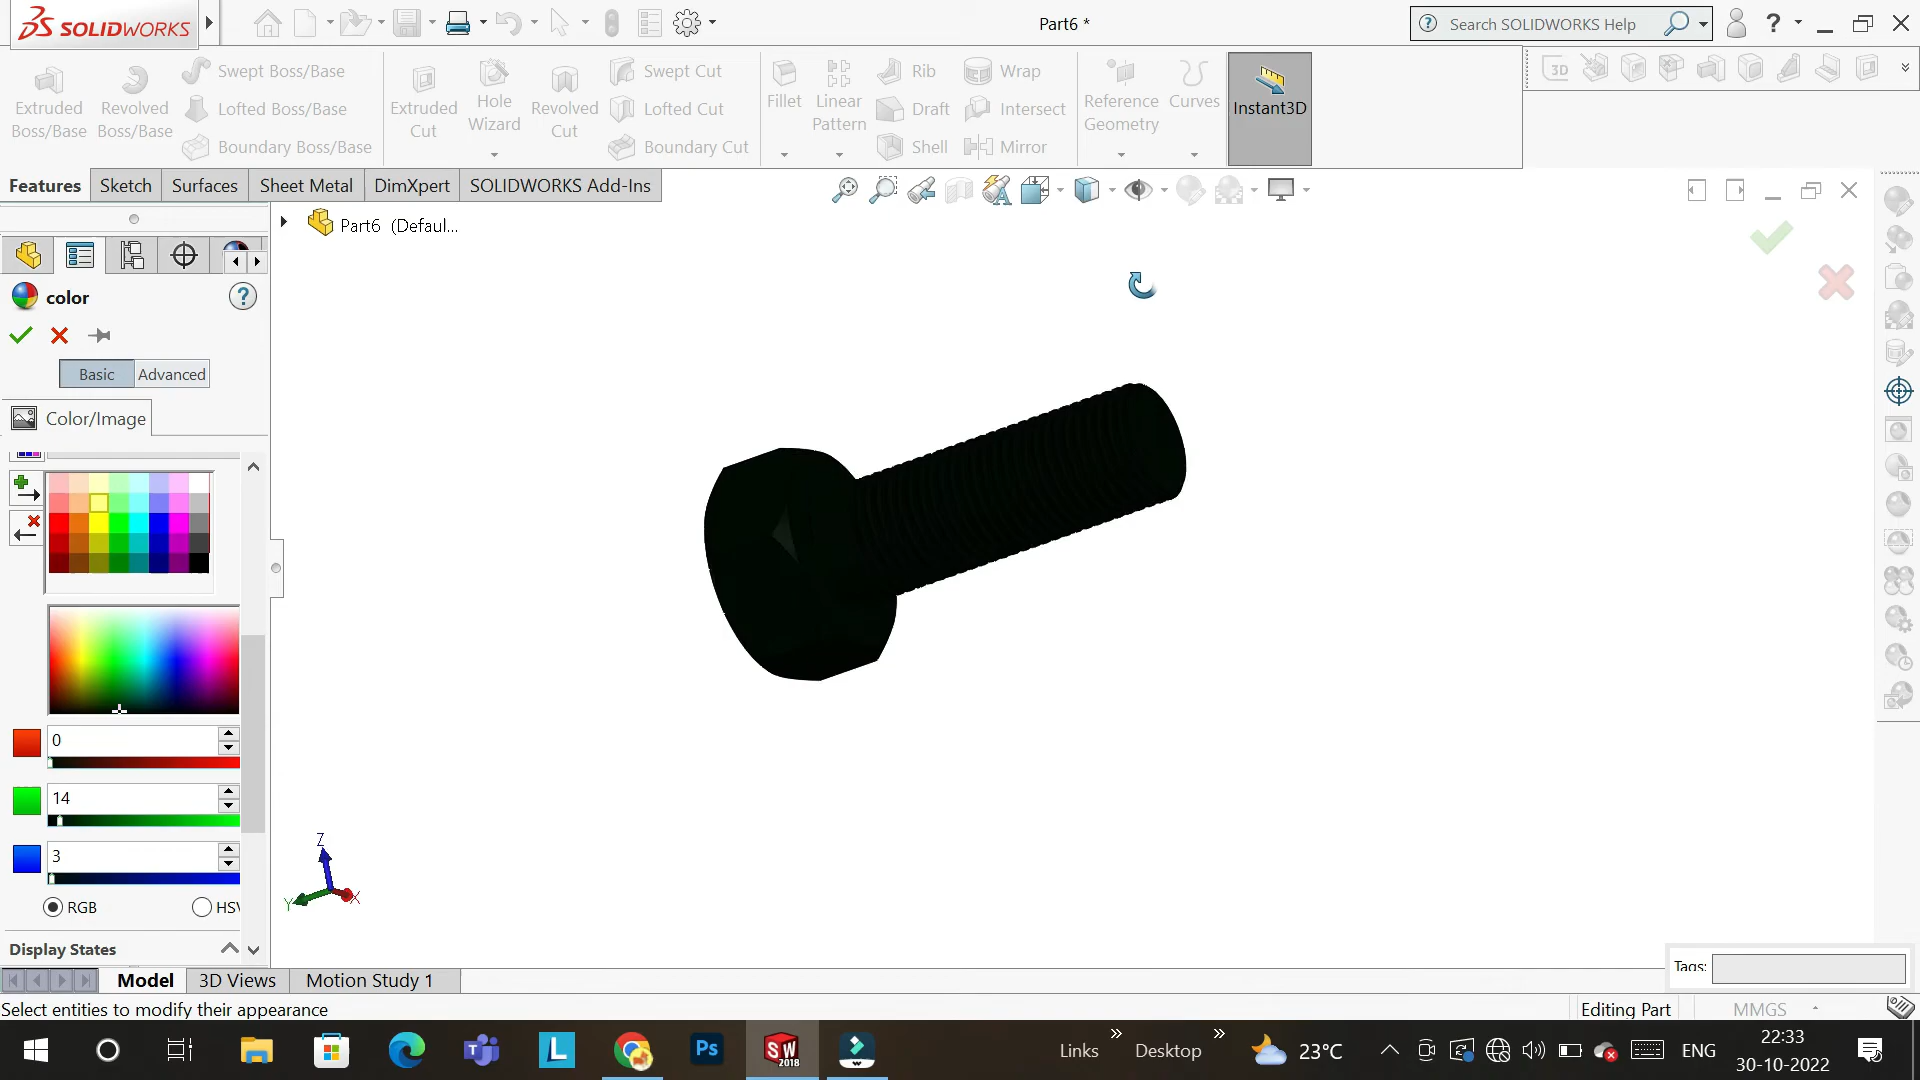 SOLIDWORKS
Part6 *
Search SOLIDWORKS Help
?
Extruded
Boss/Base
Revolved
Boss/Base
Swept Boss/Base
Lofted Boss/Base
Boundary Boss/Base
Extruded
Cut
Hole
Wizard
Revolved
Cut
Swept Cut
Lofted Cut
Boundary Cut
Fillet
Linear
Pattern
Rib
Draft
Shell
Wrap
Intersect
Mirror
Reference
Geometry
Curves
Instant3D
3D
Features
Sketch
Surfaces
Sheet Metal
DimXpert
SOLIDWORKS Add-Ins
Part6 (Defaul...
color
?
Basic
Advanced
Color/Image
0
14
3
RGB
HSV
Display States
Z
Y
X
Model
3D Views
Motion Study 1
Tags:
Select entities to modify their appearance
Editing Part
MMGS
L
Ps
SW
2018
Links
Desktop
23°C
ENG
22:33
30-10-2022